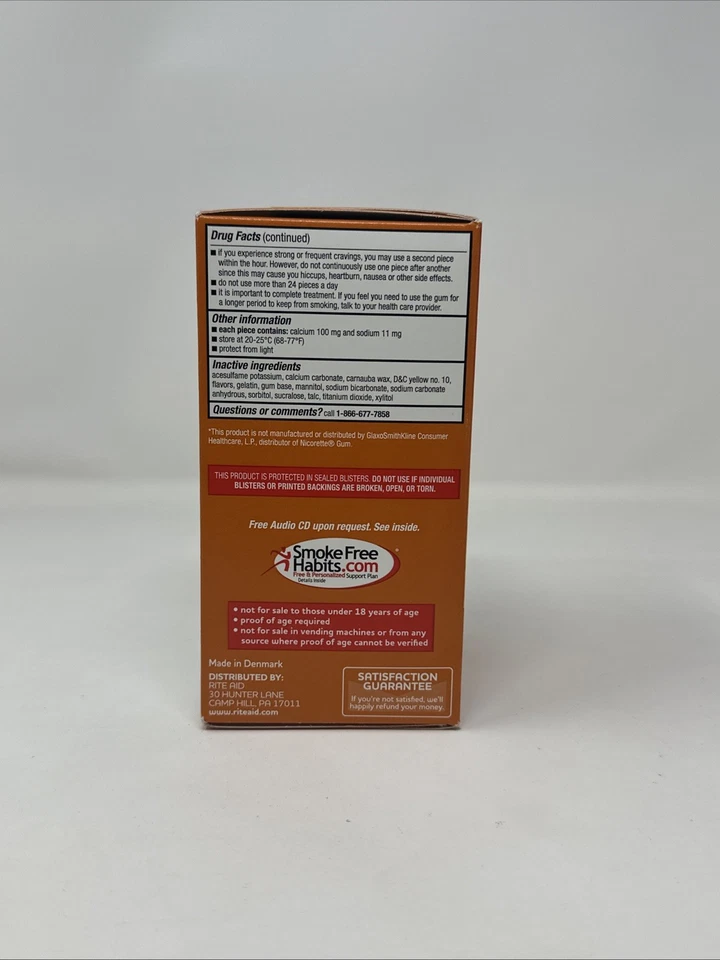 Drug Facts (continued)
■ if you experience strong or frequent cravings, you may use a second piece
within the hour. However, do not continuously use one piece after another
since this may cause you hiccups, heartburn, nausea or other side effects.
■ do not use more than 24 pieces a day
■ it is important to complete treatment. If you feel you need to use the gum for
a longer period to keep from smoking, talk to your health care provider.
Other information
■ each piece contains: calcium 100 mg and sodium 11 mg
■ store at 20-25°C (68-77°F)
■ protect from light
Inactive ingredients
acesulfame potassium, calcium carbonate, carnauba wax, D&C yellow no. 10,
flavors, gelatin, gum base, mannitol, sodium bicarbonate, sodium carbonate
anhydrous, sorbitol, sucralose, talc, titanium dioxide, xylitol
Questions or comments? call 1-866-677-7858
*This product is not manufactured or distributed by GlaxoSmithKline Consumer
Healthcare, L.P., distributor of Nicorette® Gum.
THIS PRODUCT IS PROTECTED IN SEALED BLISTERS. DO NOT USE IF INDIVIDUAL
BLISTERS OR PRINTED BACKINGS ARE BROKEN, OPEN, OR TORN.
Free Audio CD upon request. See inside.
SmokeFree
Habits.com
Free & Personalized Support Plan
Details Inside
• not for sale to those under 18 years of age
• proof of age required
• not for sale in vending machines or from any
source where proof of age cannot be verified
Made in Denmark
DISTRIBUTED BY:
RITE AID
30 HUNTER LANE
CAMP HILL, PA 17011
www.riteaid.com
SATISFACTION
GUARANTEE
If you're not satisfied, we'll
happily refund your money.